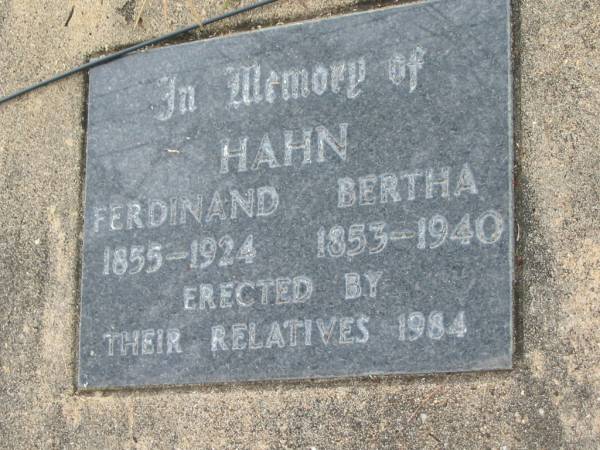 In Memory of
HAHN
FERDINAND BERTHA
1855-1924 1853-1940
ERECTED BY
THEIR RELATIVES 1984